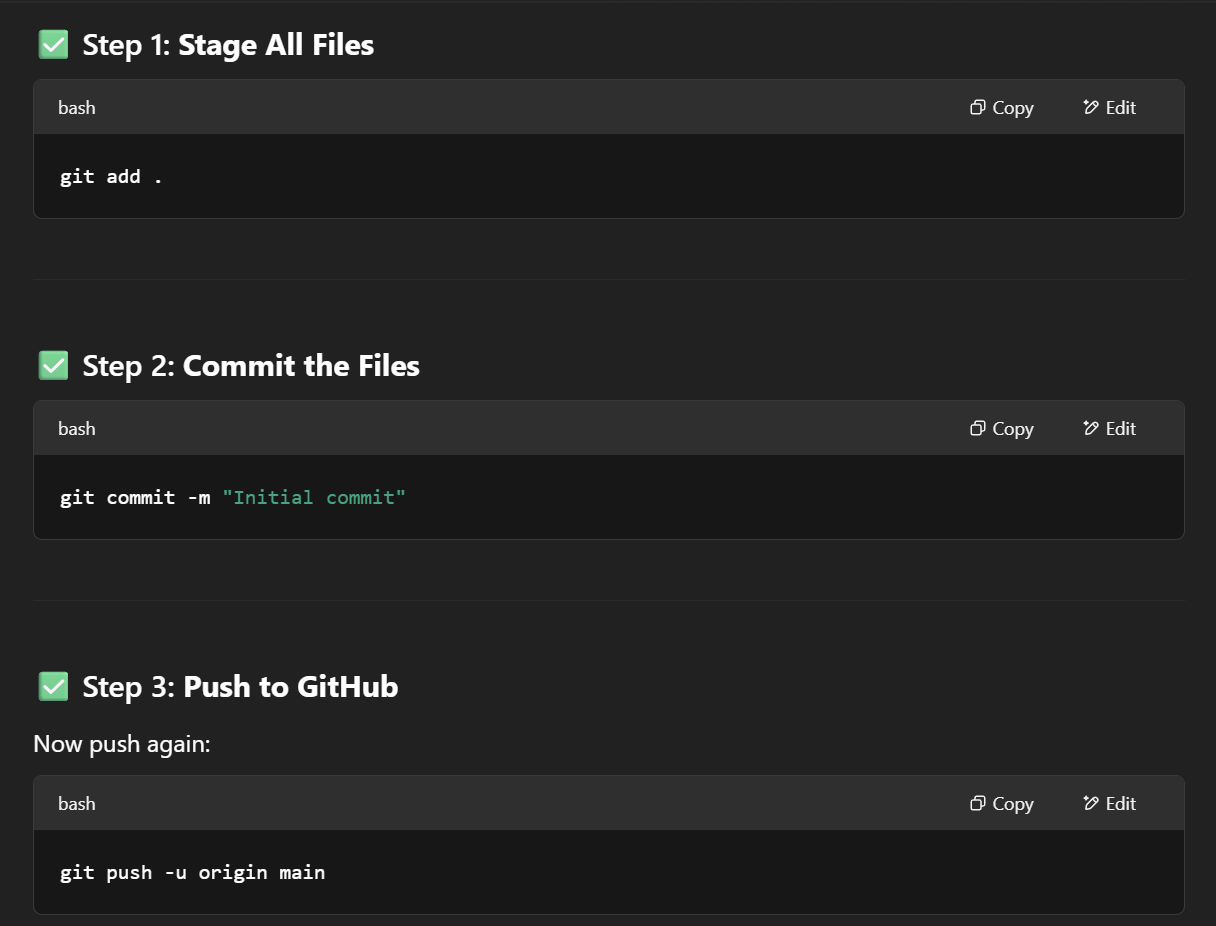 ✅ Step 1: Stage All Files
bash Copy Edit
git add .
✅ Step 2: Commit the Files
bash Copy Edit
git commit -m "Initial commit"
✅ Step 3: Push to GitHub
Now push again:
bash Copy Edit
git push -u origin main